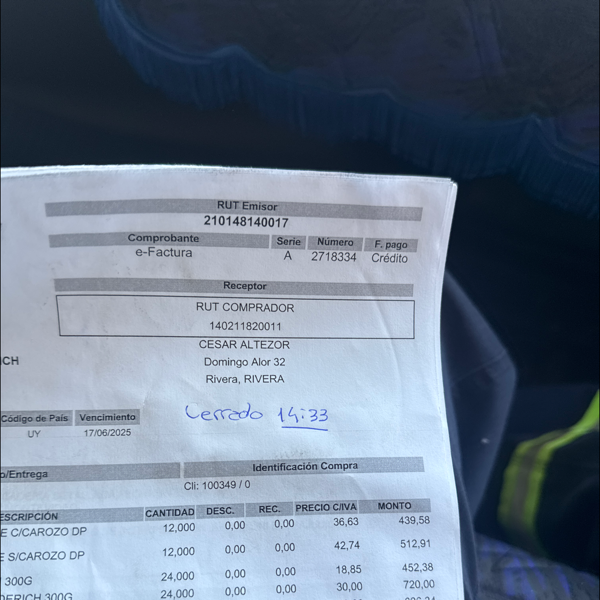 RUT Emisor
210148140017
Comprobante Serie Número F. pago
e-Factura A 2718334 Crédito
Receptor
RUT COMPRADOR
140211820011
CESAR ALTEZOR
Domingo Alor 32
Rivera, RIVERA
Cerrado 14:33
Código de País Vencimiento
UY 17/06/2025
o/Entrega Identificación Compra
Cli: 100349 / 0
ESCRIPCIÓN CANTIDAD DESC. REC. PRECIO C/IVA MONTO
E C/CAROZO DP 12,000 0,00 0,00 36,63 439,58
E S/CAROZO DP 12,000 0,00 0,00 42,74 512,91
300G 24,000 0,00 0,00 18,85 452,38
DERICH 300G 24,000 0,00 0,00 30,00 720,00